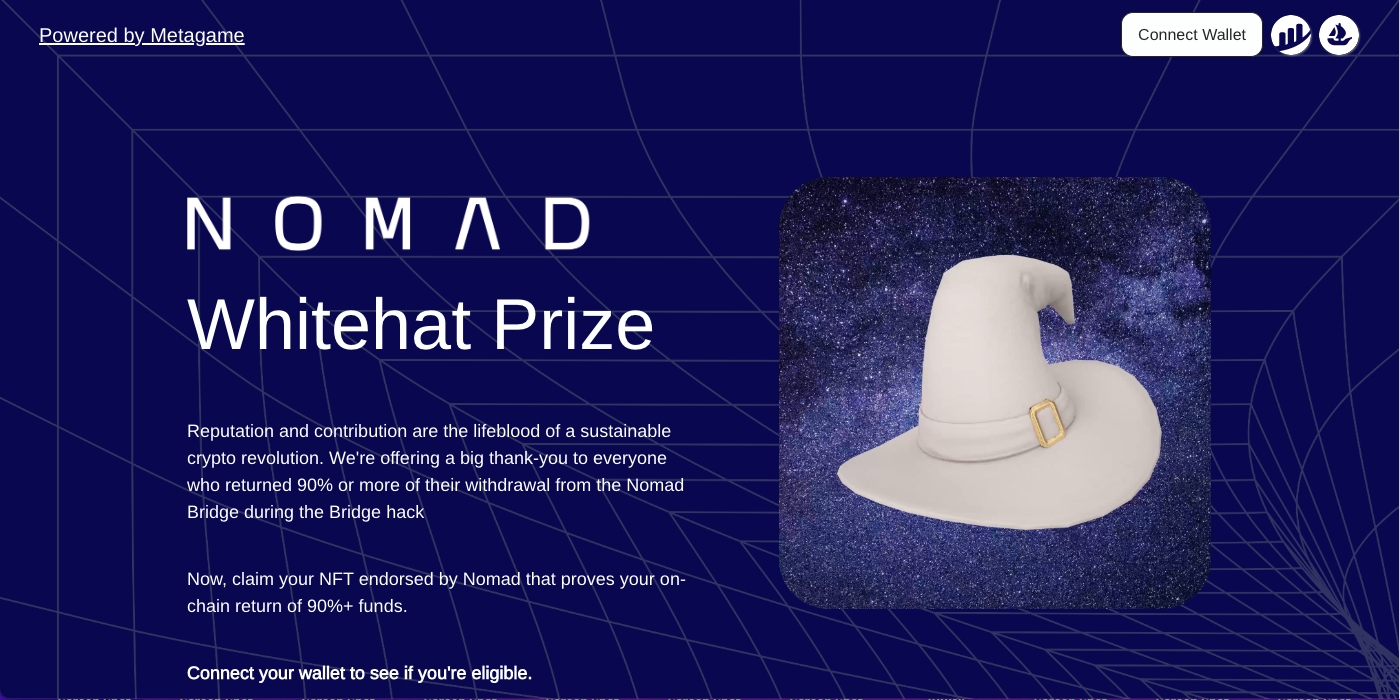 Powered by Metagame
Connect Wallet
NOMAD
Whitehat Prize
Reputation and contribution are the lifeblood of a sustainable
crypto revolution. We're offering a big thank-you to everyone
who returned 90% or more of their withdrawal from the Nomad
Bridge during the Bridge hack
Now, claim your NFT endorsed by Nomad that proves your on-
chain return of 90%+ funds.
Connect your wallet to see if you're eligible.